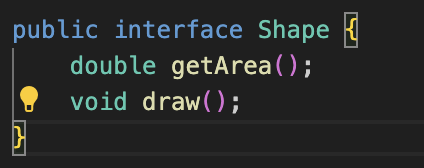 public interface Shape {
    double getArea();
    void draw();
}